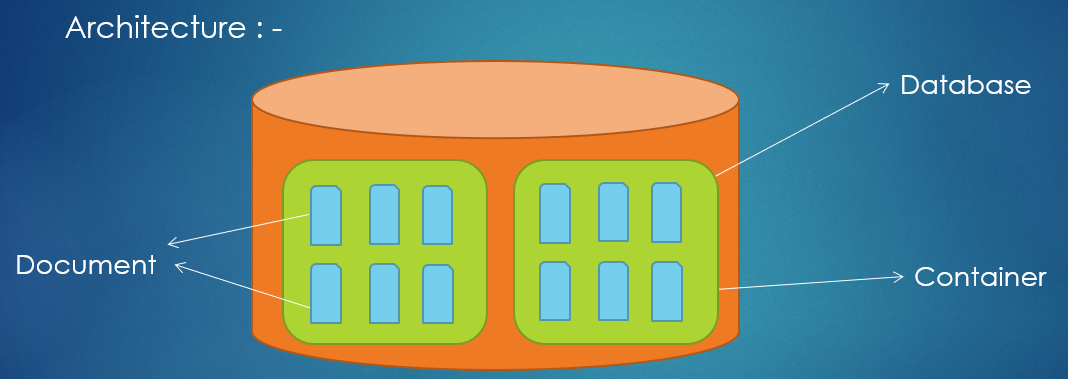 Architecture : -
Database
Document
Container